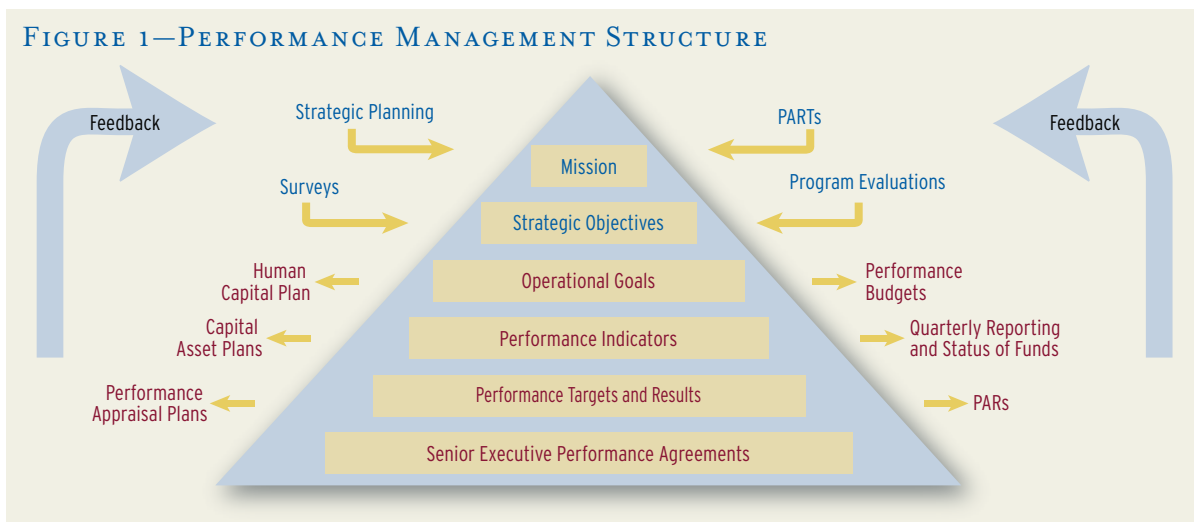 FIGURE 1—PERFORMANCE MANAGEMENT STRUCTURE
Feedback
Strategic Planning
PARTs
Feedback
Mission
Surveys
Program Evaluations
Strategic Objectives
Human
Capital Plan
Operational Goals
Performance
Budgets
Capital
Asset Plans
Performance Indicators
Quarterly Reporting
and Status of Funds
Performance
Appraisal Plans
Performance Targets and Results
PARs
Senior Executive Performance Agreements